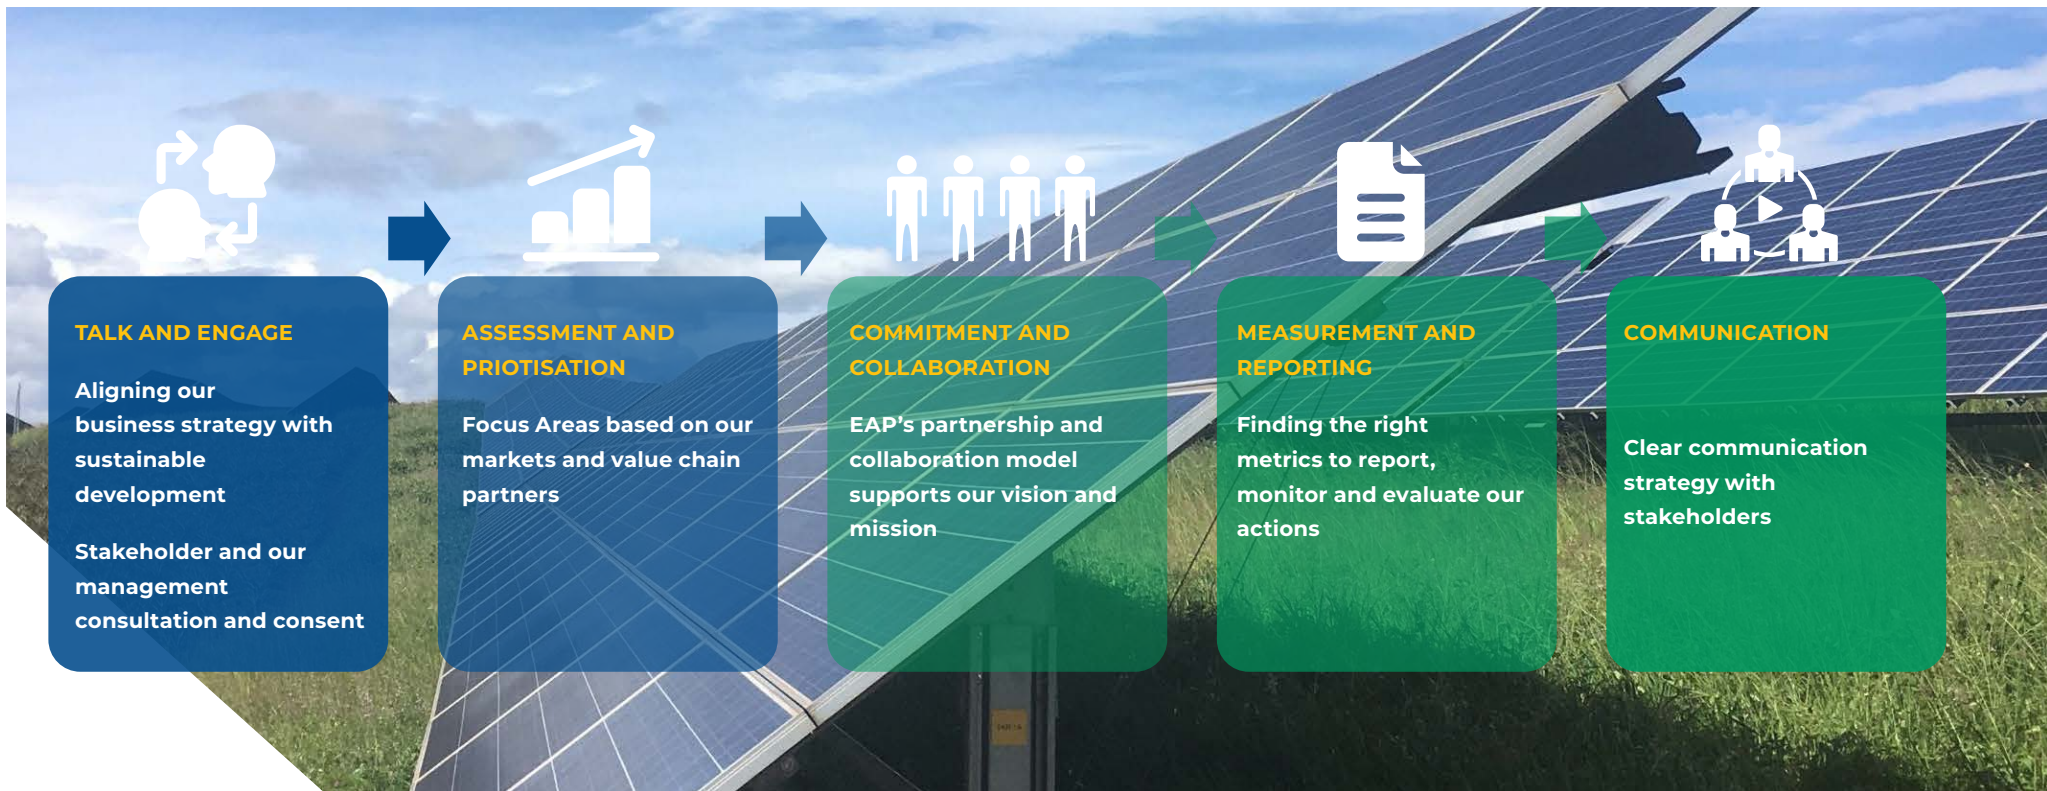 TALK AND ENGAGE
Aligning our
business strategy with
sustainable
development
Stakeholder and our
management
consultation and consent
ASSESSMENT AND
PRIOTISATION
Focus Areas based on our
markets and value chain
partners
COMMITMENT AND
COLLABORATION
EAP’s partnership and
collaboration model
supports our vision and
mission
MEASUREMENT AND
REPORTING
Finding the right
metrics to report,
monitor and evaluate our
actions
COMMUNICATION
Clear communication
strategy with
stakeholders